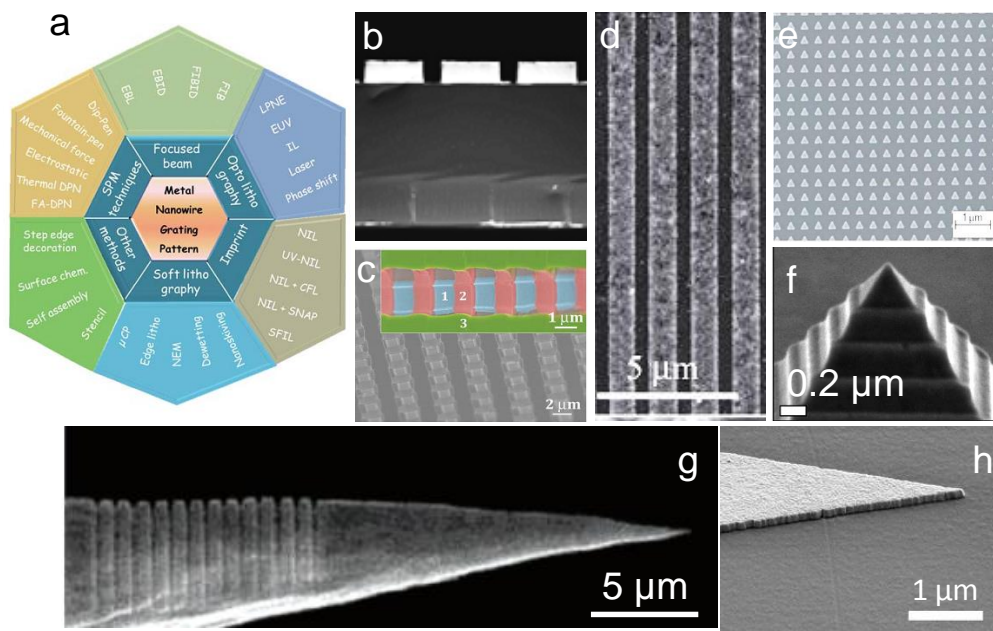 a
EBL
EBID
FIBID
FIB
LPNE
EUV
IL
Laser
Phase shift
Dip-Pen
Fountain-pen
Mechanical force
Electrostatic
Thermal DPN
FA-DPN
Focused
beam
SPM
techniques
Opto litho
graphy
Metal
Nanowire
Grating
Pattern
Other
methods
Imprint
Soft litho
graphy
Step edge
decoration
Surface chem.
Self assembly
Stencil
NIL
UV-NIL
NIL + CFL
NIL + SNAP
SFIL
μCP
Edge litho
NEM
Dewetting
Nanoskiving
b
c
1 2
3
1 μm
2 μm
d
5 μm
e
1 μm
f
0.2 μm
g
5 μm
h
1 μm